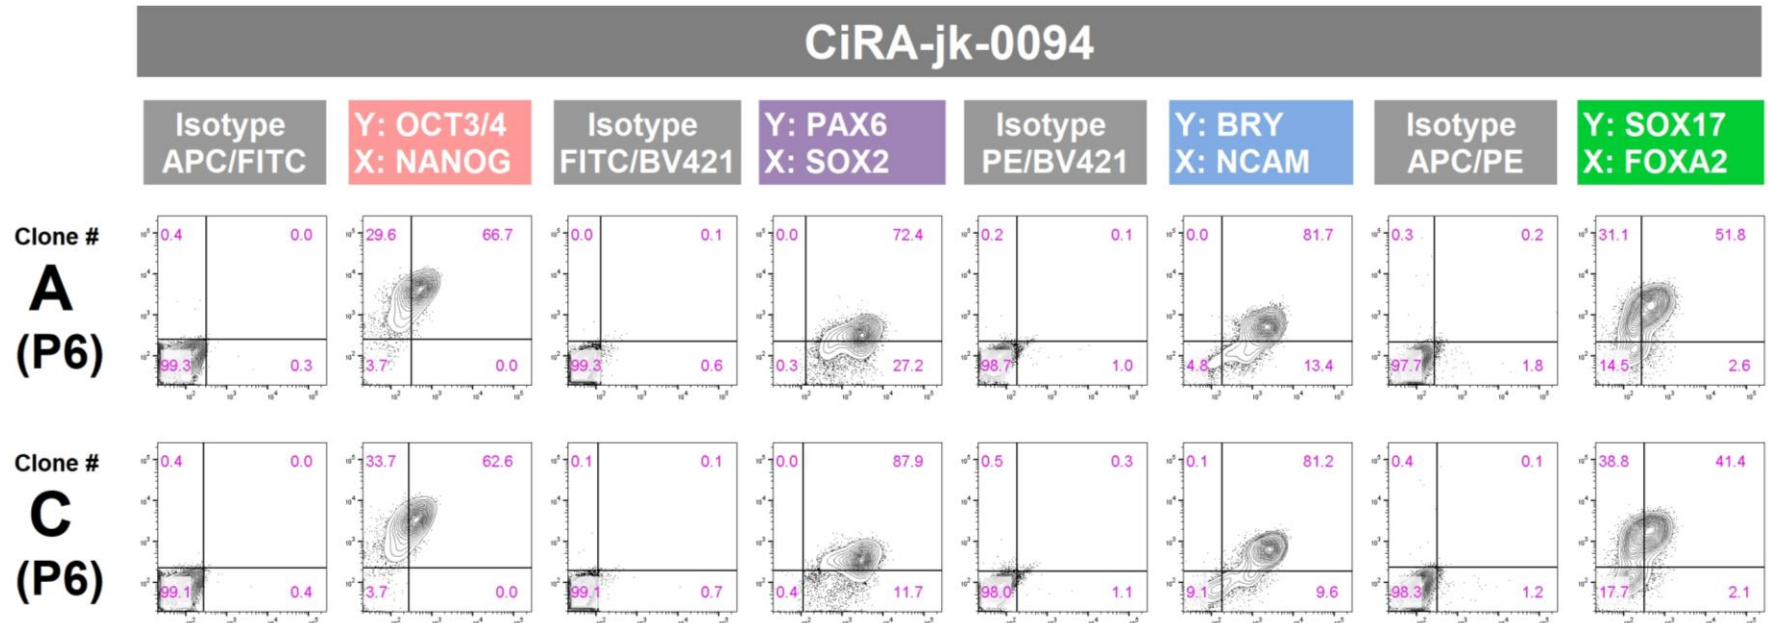 CiRA-jk-0094
Isotype APC/FITC
Y: OCT3/4 X: NANOG
Isotype FITC/BV421
Y: PAX6 X: SOX2
Isotype PE/BV421
Y: BRY X: NCAM
Isotype APC/PE
Y: SOX17 X: FOXA2
Clone #
A
(P6)
0.4 0.0 29.6 66.7 0.0 0.1 0.0 72.4 0.2 0.1 0.0 81.7 0.3 0.2 31.1 51.8
99.3 0.3 3.7 0.0 99.3 0.6 0.3 27.2 98.7 1.0 4.8 13.4 97.7 1.8 14.5 2.6
Clone #
C
(P6)
0.4 0.0 33.7 62.6 0.1 0.1 0.0 87.9 0.5 0.3 0.1 81.2 0.4 0.1 38.8 41.4
99.1 0.4 3.7 0.0 99.1 0.7 0.4 11.7 98.0 1.1 9.1 9.6 98.3 1.2 17.7 2.1